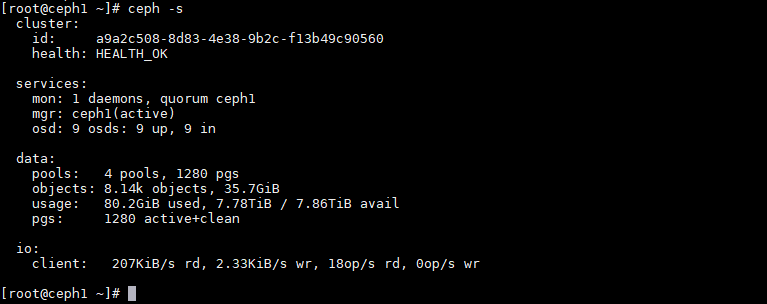 [root@ceph1 ~]# ceph -s
  cluster:
    id:     a9a2c508-8d83-4e38-9b2c-f13b49c90560
    health: HEALTH_OK

  services:
    mon: 1 daemons, quorum ceph1
    mgr: ceph1(active)
    osd: 9 osds: 9 up, 9 in

  data:
    pools:   4 pools, 1280 pgs
    objects: 8.14k objects, 35.7GiB
    usage:   80.2GiB used, 7.78TiB / 7.86TiB avail
    pgs:     1280 active+clean

  io:
    client:   207KiB/s rd, 2.33KiB/s wr, 18op/s rd, 0op/s wr

[root@ceph1 ~]#